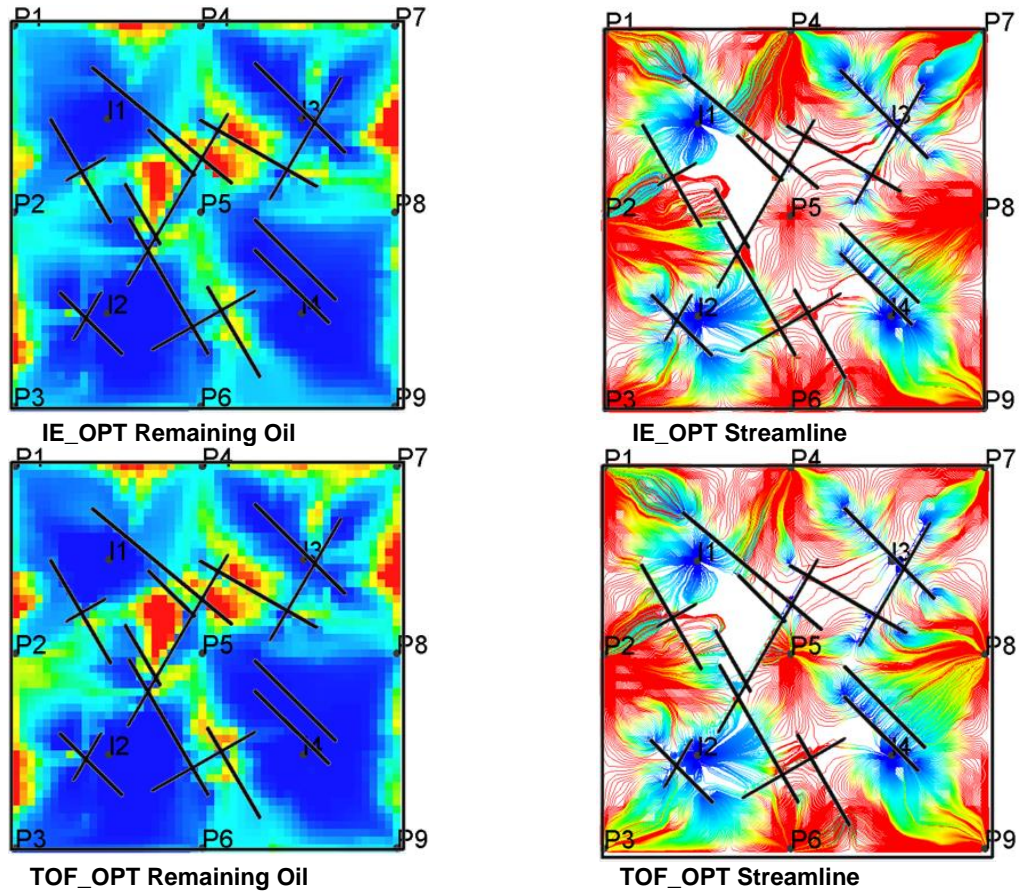 P1 P4 P7
I1 I3
P2 P5 P8
I2 I4
P3 P6 P9
IE_OPT Remaining Oil
P1 P4 P7
I1 I3
P2 P5 P8
I2 I4
P3 P6 P9
IE_OPT Streamline
P1 P4 P7
I1 I3
P2 P5 P8
I2 I4
P3 P6 P9
TOF_OPT Remaining Oil
P1 P4 P7
I1 I3
P2 P5 P8
I2 I4
P3 P6 P9
TOF_OPT Streamline